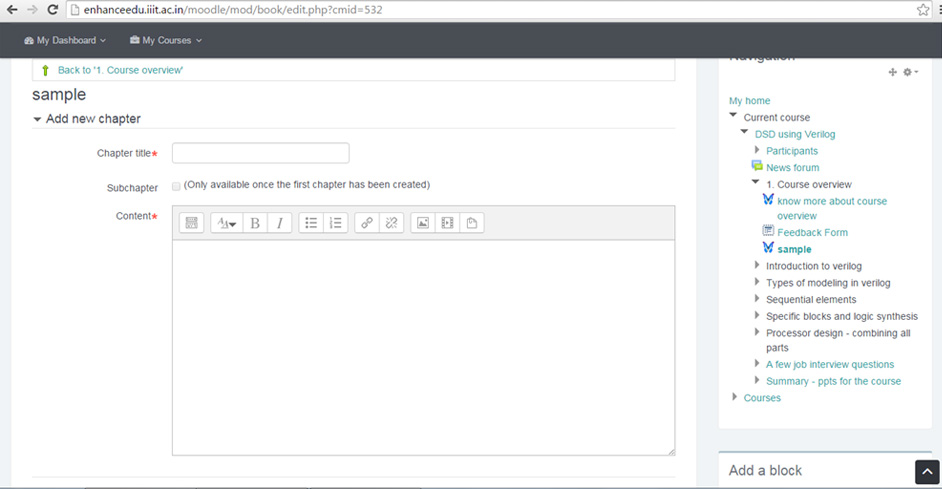 enhanceedu.iiit.ac.in/moodle/mod/book/edit.php?cmid=532
My Dashboard
My Courses
Back to '1. Course overview'
sample
Add new chapter
Chapter title*
Subchapter
(Only available once the first chapter has been created)
Content*
B
I
Navigation
My home
Current course
DSD using Verilog
Participants
News forum
1. Course overview
know more about course
overview
Feedback Form
sample
Introduction to verilog
Types of modeling in verilog
Sequential elements
Specific blocks and logic synthesis
Processor design - combining all
parts
A few job interview questions
Summary - ppts for the course
Courses
Add a block